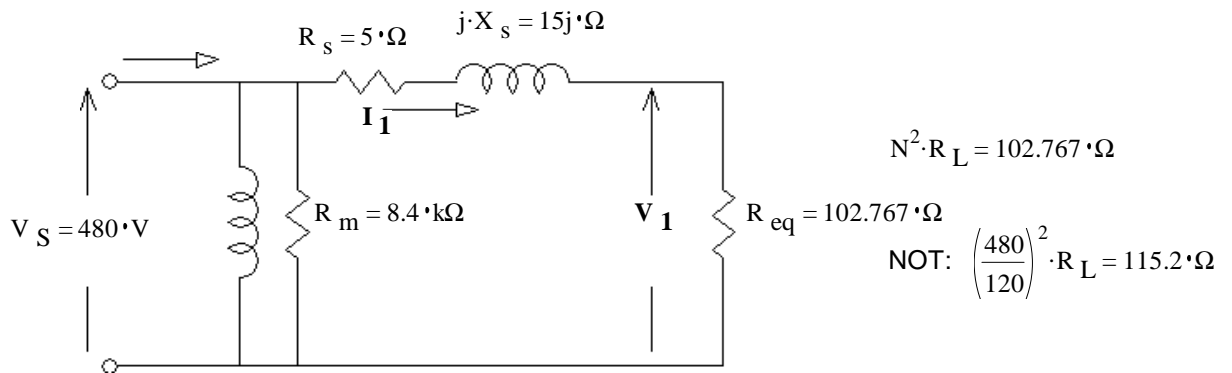 j·X s = 15j·Ω
R s = 5·Ω
I 1
N²·R L = 102.767·Ω
V S = 480·V
R m = 8.4·kΩ
V 1
R eq = 102.767·Ω
NOT: (480/120)²·R L = 115.2·Ω